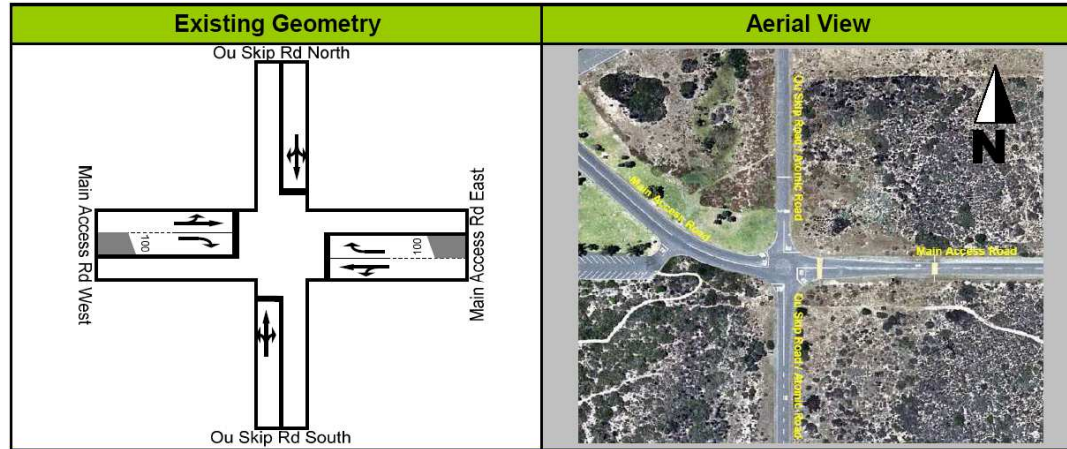 Existing Geometry
Aerial View
Ou Skip Rd North
Main Access Rd West
100
100
Main Access Rd East
Ou Skip Rd South
Ou Skip Road / Atomic Road
Main Access Road
N
Main Access Road
Ou Skip Road / Atomic Road